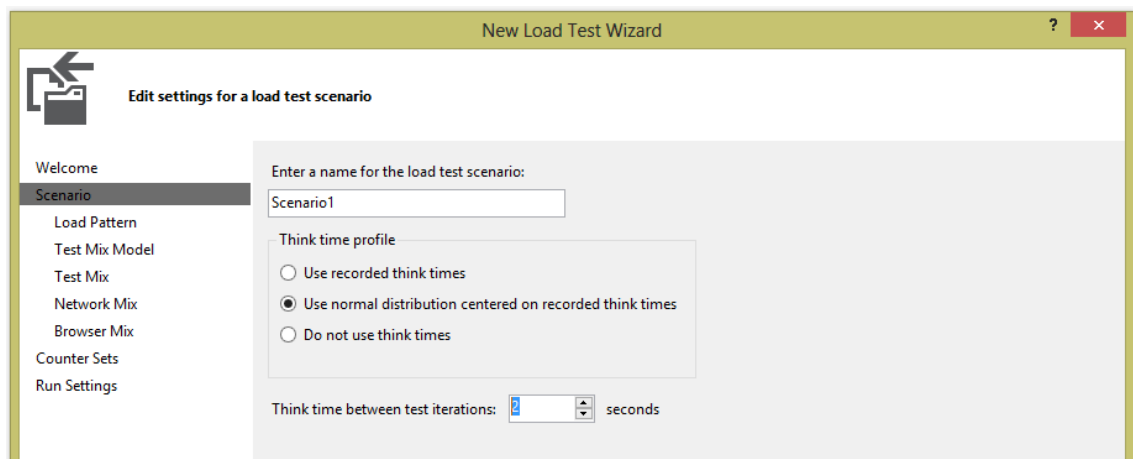 New Load Test Wizard
?
Edit settings for a load test scenario
Welcome
Scenario
Load Pattern
Test Mix Model
Test Mix
Network Mix
Browser Mix
Counter Sets
Run Settings
Enter a name for the load test scenario:
Scenario1
Think time profile
Use recorded think times
Use normal distribution centered on recorded think times
Do not use think times
Think time between test iterations: 2 seconds